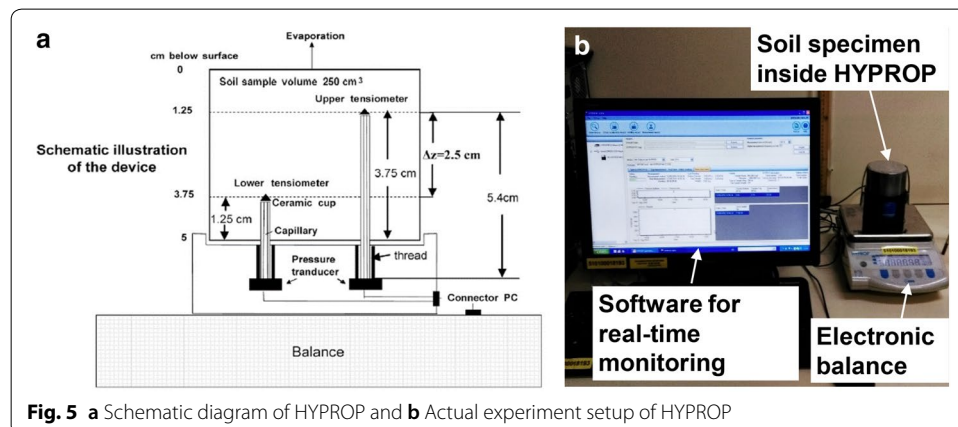 a
Evaporation
cm below surface
0
Soil sample volume 250 cm3
Upper tensiometer
1.25
Schematic illustration
of the device
Δz=2.5 cm
3.75 cm
Lower tensiometer
5.4cm
3.75
Ceramic cup
1.25 cm
Capillary
5
thread
Pressure
tranducer
Connector PC
Balance
b
Soil specimen
inside HYPROP
Software for
real-time
monitoring
Electronic
balance
Fig. 5 a Schematic diagram of HYPROP and b Actual experiment setup of HYPROP